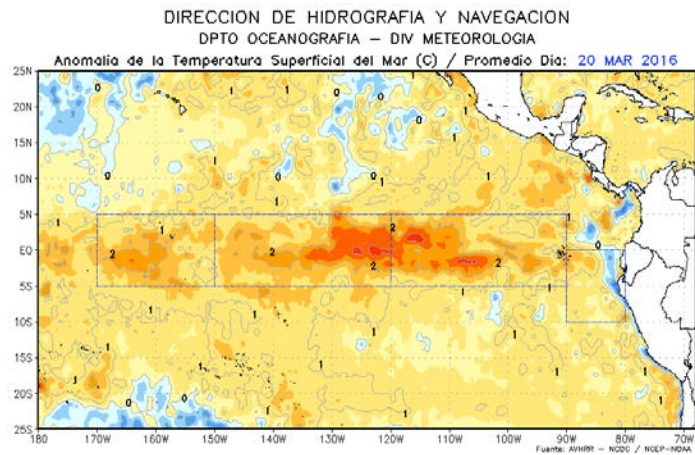 DIRECCION DE HIDROGRAFIA Y NAVEGACION
DPTO OCEANOGRAFIA – DIV METEOROLOGIA
Anomalia de la Temperatura Superficial del Mar (C) / Promedio Dia: 20 MAR 2016
25N
20N
15N
10N
5N
EQ
5S
10S
15S
20S
25S
180 170W 160W 150W 140W 130W 120W 110W 100W 90W 80W 70W
Fuente: AVHRR – NCDC / NCEP-NOAA